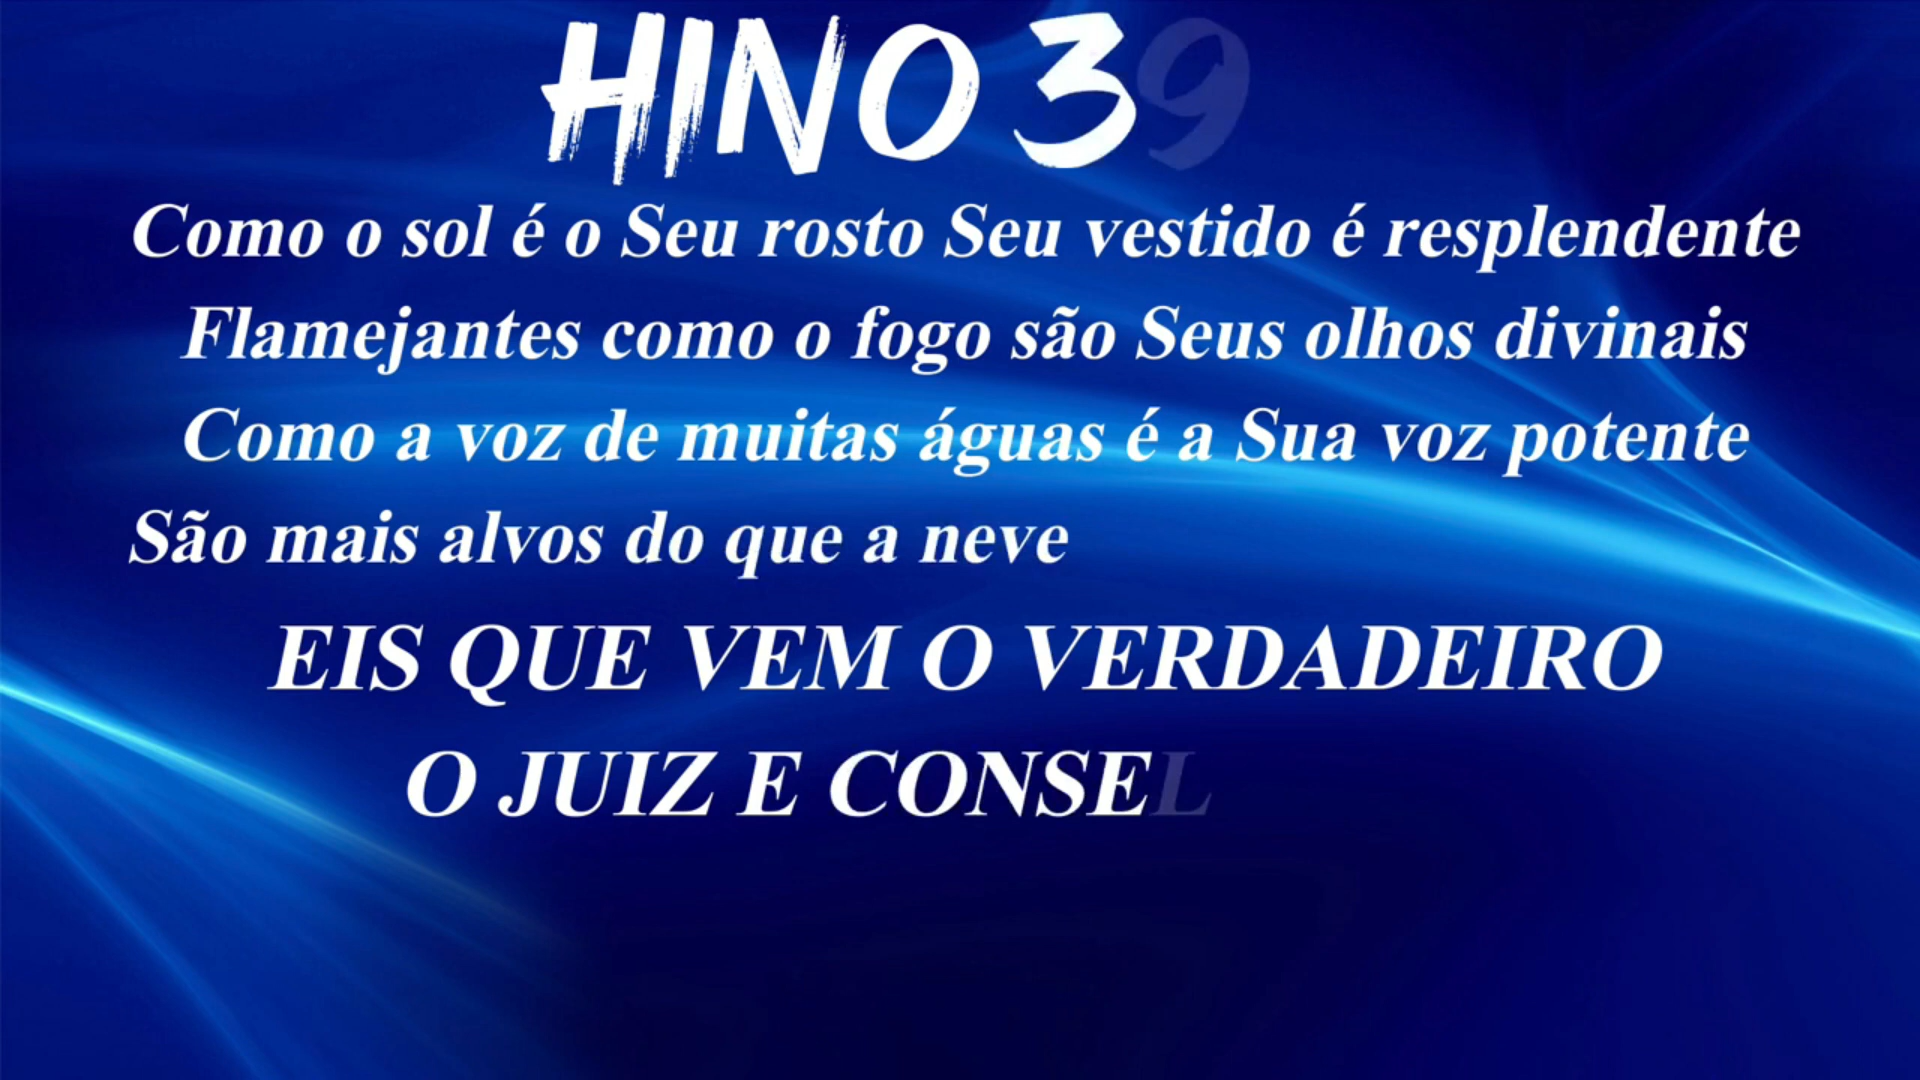 HINO 39
Como o sol é o Seu rosto Seu vestido é resplendente
Flamejantes como o fogo são Seus olhos divinais
Como a voz de muitas águas é a Sua voz potente
São mais alvos do que a neve
EIS QUE VEM O VERDADEIRO
O JUIZ E CONSEL